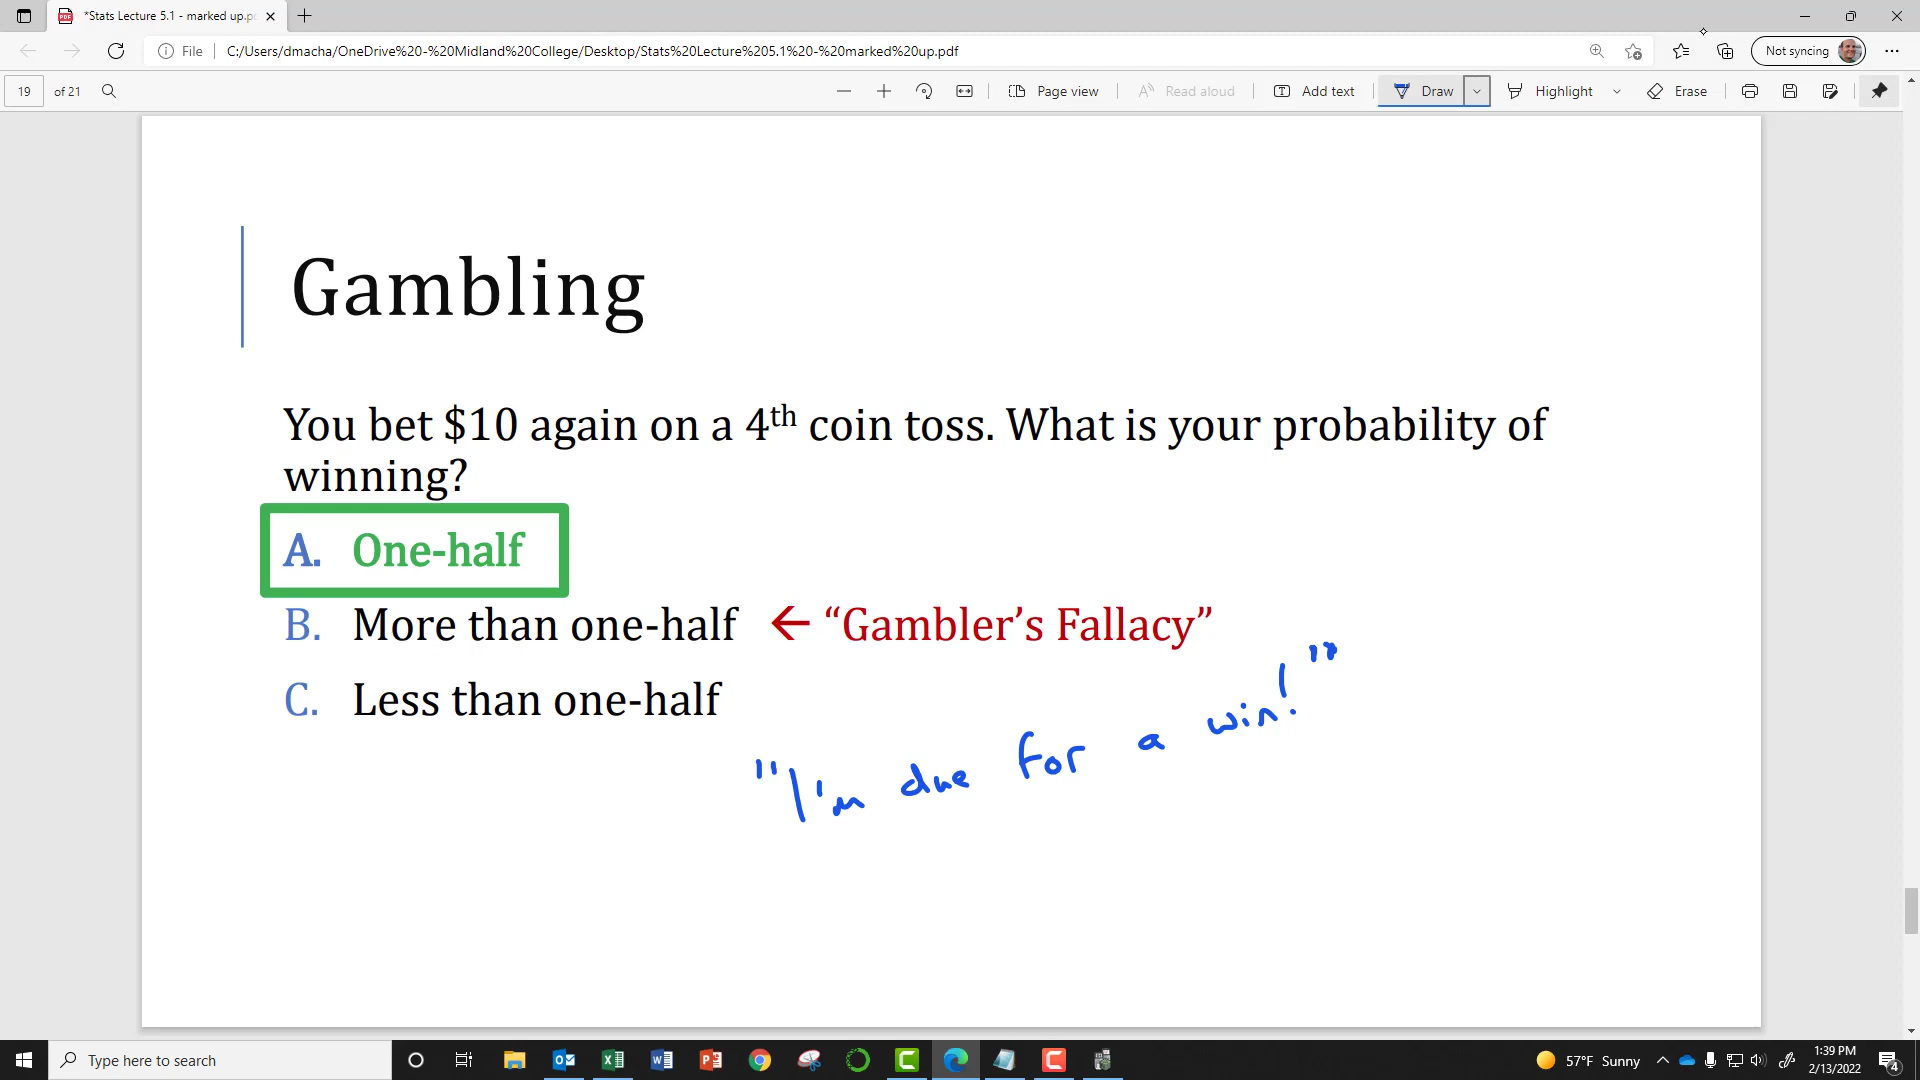 *Stats Lecture 5.1 - marked up.p
File
C:/Users/dmacha/OneDrive%20-%20Midland%20College/Desktop/Stats%20Lecture%205.1%20-%20marked%20up.pdf
Not syncing
19 of 21
Page view
Read aloud
Add text
Draw
Highlight
Erase
Gambling
You bet $10 again on a 4th coin toss. What is your probability of
winning?
A. One-half
B. More than one-half ← “Gambler’s Fallacy”
C. Less than one-half
"I'm due for a win!"
Type here to search
57°F Sunny
1:39 PM
2/13/2022
4